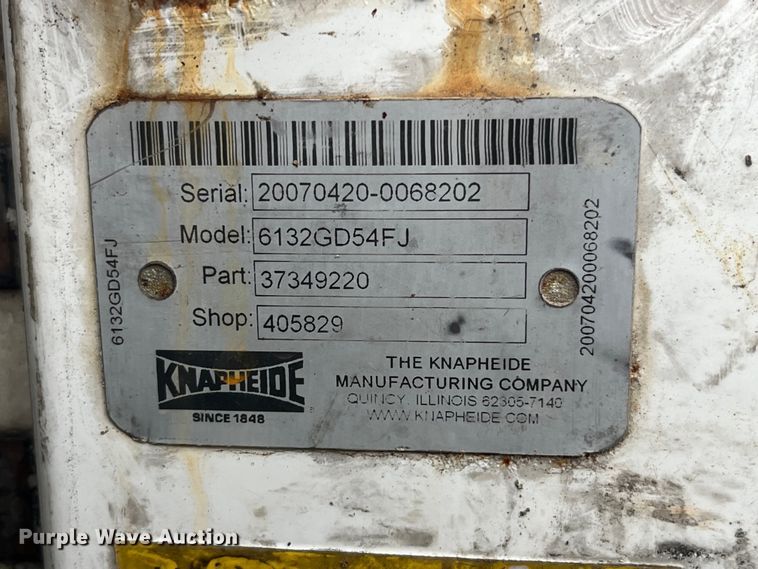 Serial: 20070420-0068202
Model: 6132GD54FJ
Part: 37349220
Shop: 405829
6132GD54FJ
200704200068202
KNAPHEIDE
SINCE 1848
THE KNAPHEIDE
MANUFACTURING COMPANY
QUINCY, ILLINOIS 62305-7140
WWW.KNAPHEIDE.COM
Purple Wave Auction